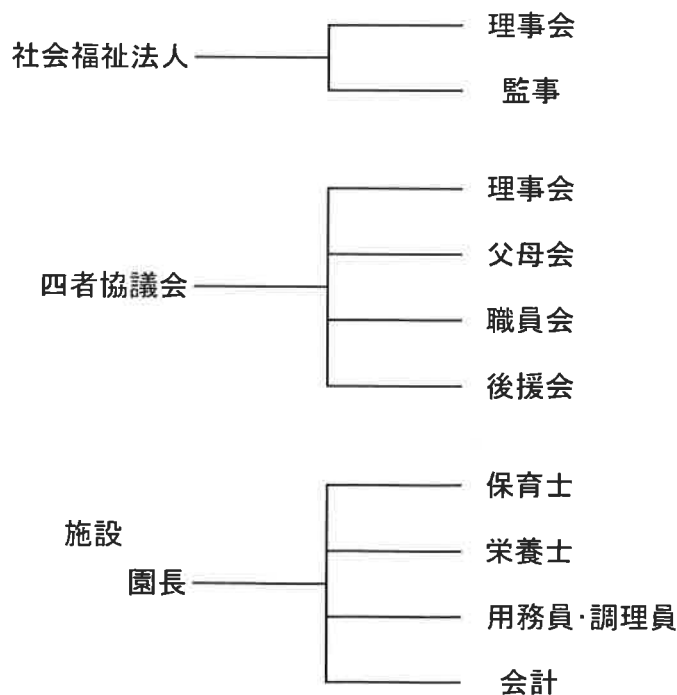 社会福祉法人
理事会
監事
四者協議会
理事会
父母会
職員会
後援会
施設
園長
保育士
栄養士
用務員・調理員
会計